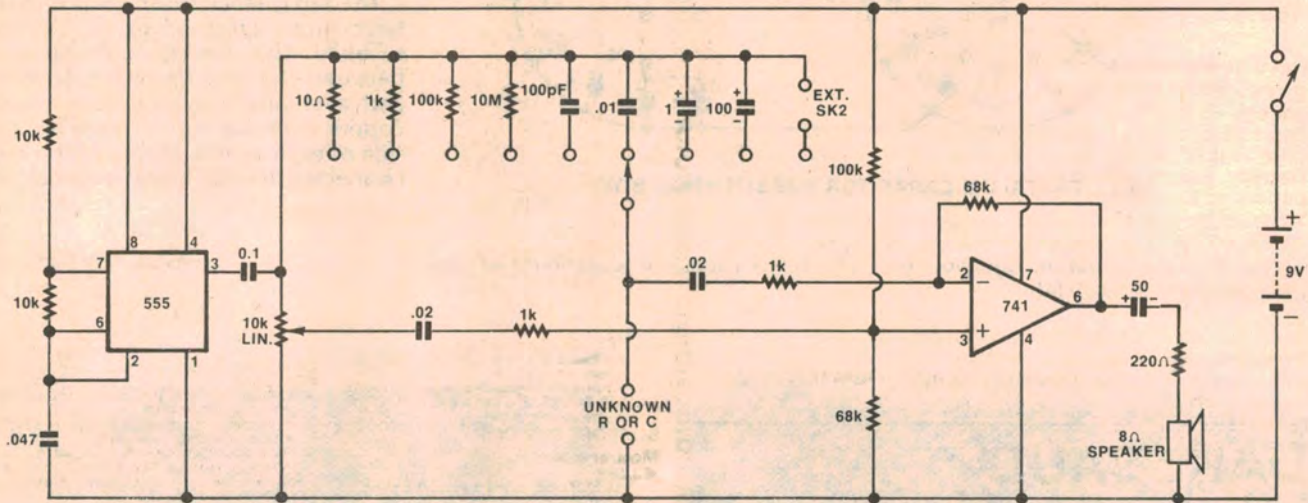 10k
10k
.047
7
8
4
3
6
2
1
555
0.1
10k
LIN.
10Ω
1k
100k
10M
100pF
.01
+
1
-
+
100
-
EXT.
SK2
.02
1k
.02
1k
UNKNOWN
R OR C
100k
68k
68k
2
-
3
+
741
7
6
4
+
50
-
220Ω
8Ω
SPEAKER
+
9V
-